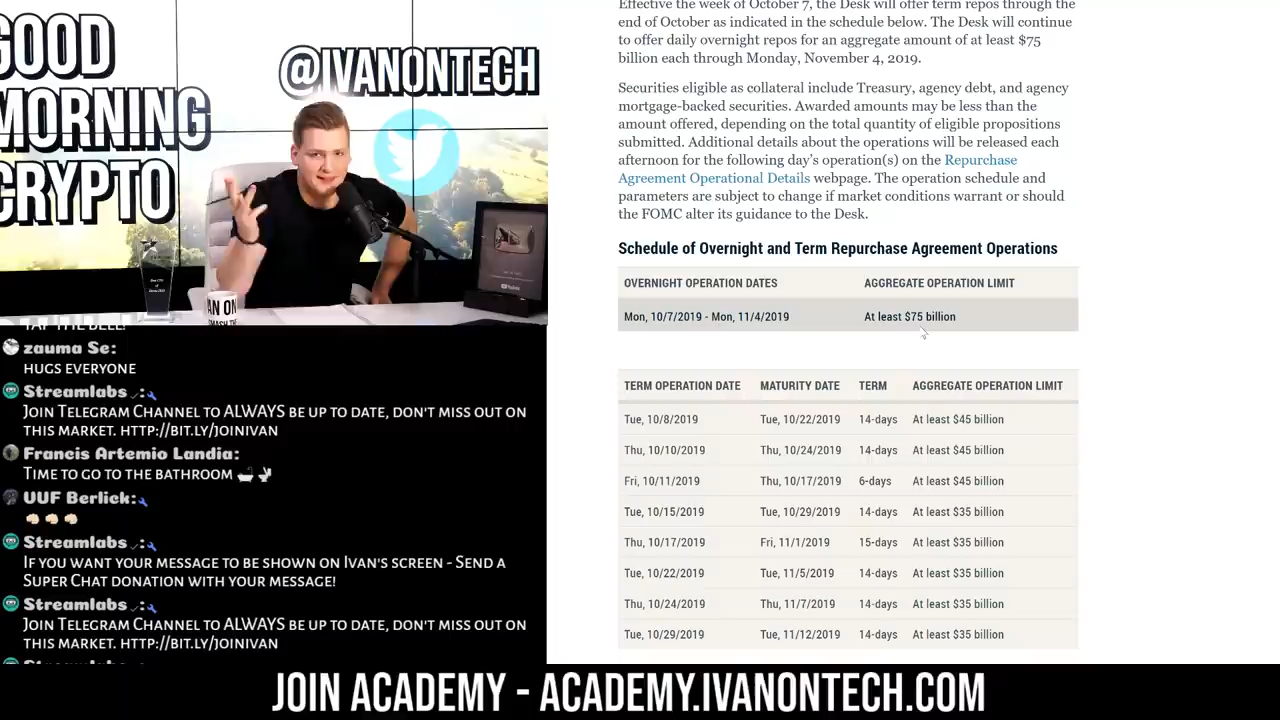 GOOD
MORNING
CRYPTO
@IVANONTECH
AN ON
TAP THE BELL!
zauma Se:
HUGS EVERYONE
Streamlabs :
JOIN TELEGRAM CHANNEL TO ALWAYS BE UP TO DATE, DON'T MISS OUT ON
THIS MARKET. HTTP://BIT.LY/JOINIVAN
Francis Artemio Landia:
TIME TO GO TO THE BATHROOM 🛁🚽
UUF Berlick:
👊🏻👊🏻👊🏻
Streamlabs :
IF YOU WANT YOUR MESSAGE TO BE SHOWN ON IVAN'S SCREEN - SEND A
SUPER CHAT DONATION WITH YOUR MESSAGE!
Streamlabs :
JOIN TELEGRAM CHANNEL TO ALWAYS BE UP TO DATE, DON'T MISS OUT ON
THIS MARKET. HTTP://BIT.LY/JOINIVAN
Effective the week of October 7, the Desk will offer term repos through the
end of October as indicated in the schedule below. The Desk will continue
to offer daily overnight repos for an aggregate amount of at least $75
billion each through Monday, November 4, 2019.
Securities eligible as collateral include Treasury, agency debt, and agency
mortgage-backed securities. Awarded amounts may be less than the
amount offered, depending on the total quantity of eligible propositions
submitted. Additional details about the operations will be released each
afternoon for the following day's operation(s) on the Repurchase
Agreement Operational Details webpage. The operation schedule and
parameters are subject to change if market conditions warrant or should
the FOMC alter its guidance to the Desk.
Schedule of Overnight and Term Repurchase Agreement Operations
OVERNIGHT OPERATION DATES AGGREGATE OPERATION LIMIT
Mon, 10/7/2019 - Mon, 11/4/2019 At least $75 billion
TERM OPERATION DATE MATURITY DATE TERM AGGREGATE OPERATION LIMIT
Tue, 10/8/2019 Tue, 10/22/2019 14-days At least $45 billion
Thu, 10/10/2019 Thu, 10/24/2019 14-days At least $45 billion
Fri, 10/11/2019 Thu, 10/17/2019 6-days At least $45 billion
Tue, 10/15/2019 Tue, 10/29/2019 14-days At least $35 billion
Thu, 10/17/2019 Fri, 11/1/2019 15-days At least $35 billion
Tue, 10/22/2019 Tue, 11/5/2019 14-days At least $35 billion
Thu, 10/24/2019 Thu, 11/7/2019 14-days At least $35 billion
Tue, 10/29/2019 Tue, 11/12/2019 14-days At least $35 billion
JOIN ACADEMY - ACADEMY.IVANONTECH.COM